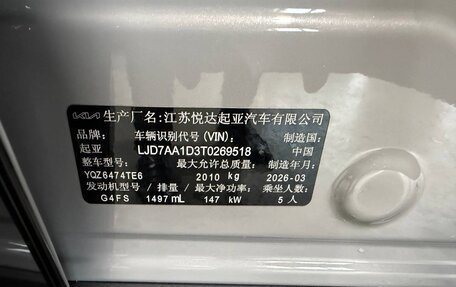 KIA 生产厂名:江苏悦达起亚汽车有限公司
品牌: 车辆识别代号(VIN): 制造国:
起亚 LJD7AA1D3T0269518 中国
整车型号: 最大允许总质量: 制造年月:
YQZ6474TE6 2010 kg 2026-03
发动机型号 / 排量 / 最大净功率: 乘坐人数:
G4FS 1497 mL 147 kW 5 人